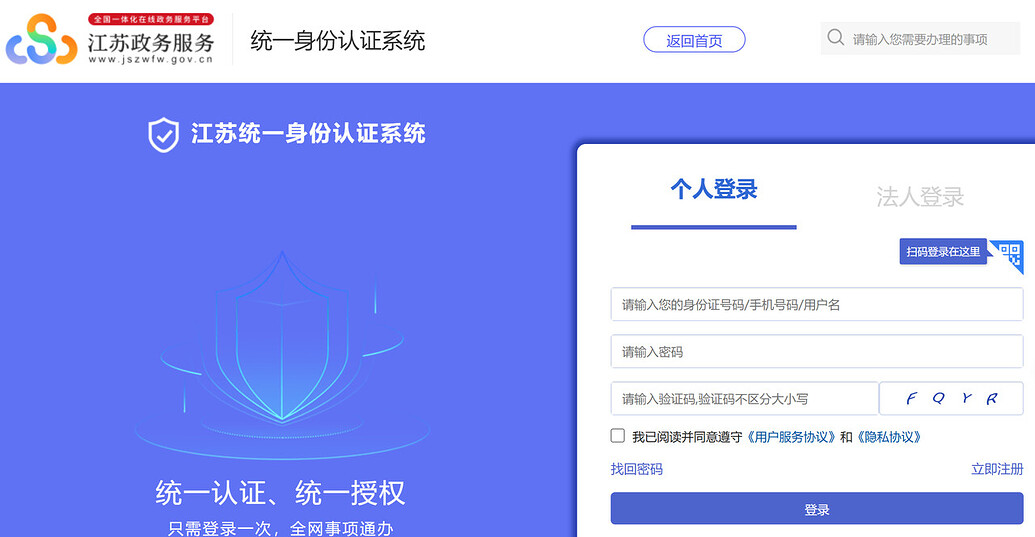 全国一体化在线政务服务平台
江苏政务服务
www.jszwfw.gov.cn
统一身份认证系统
返回首页
请输入您需要办理的事项
江苏统一身份认证系统
个人登录
法人登录
扫码登录在这里
请输入您的身份证号码/手机号码/用户名
请输入密码
请输入验证码,验证码不区分大小写
F Q Y R
我已阅读并同意遵守《用户服务协议》和《隐私协议》
找回密码
立即注册
登录
统一认证、统一授权
只需登录一次，全网事项通办